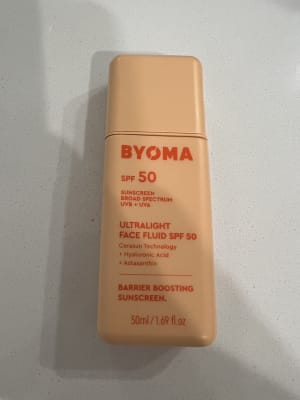 BYOMA
SPF 50
SUNSCREEN
BROAD SPECTRUM
UVB + UVA
ULTRALIGHT
FACE FLUID SPF 50
Cerasun Technology
+ Hyaluronic Acid
+ Astaxanthin
BARRIER BOOSTING
SUNSCREEN.
50ml / 1.69 fl.oz